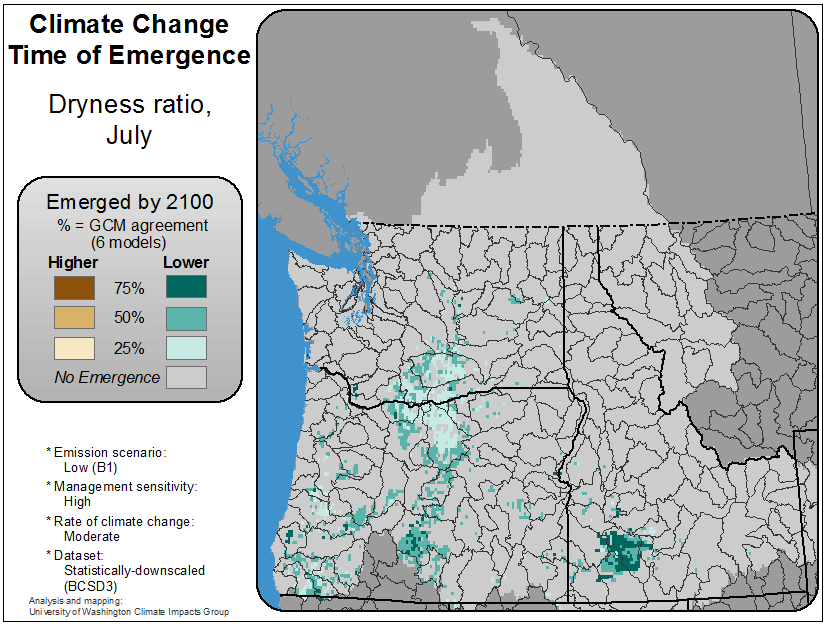 Climate Change
Time of Emergence
Dryness ratio,
July
Emerged by 2100
% = GCM agreement
(6 models)
Higher Lower
75%
50%
25%
No Emergence
* Emission scenario:
Low (B1)
* Management sensitivity:
High
* Rate of climate change:
Moderate
* Dataset:
Statistically-downscaled
(BCSD3)
Analysis and mapping:
University of Washington Climate Impacts Group